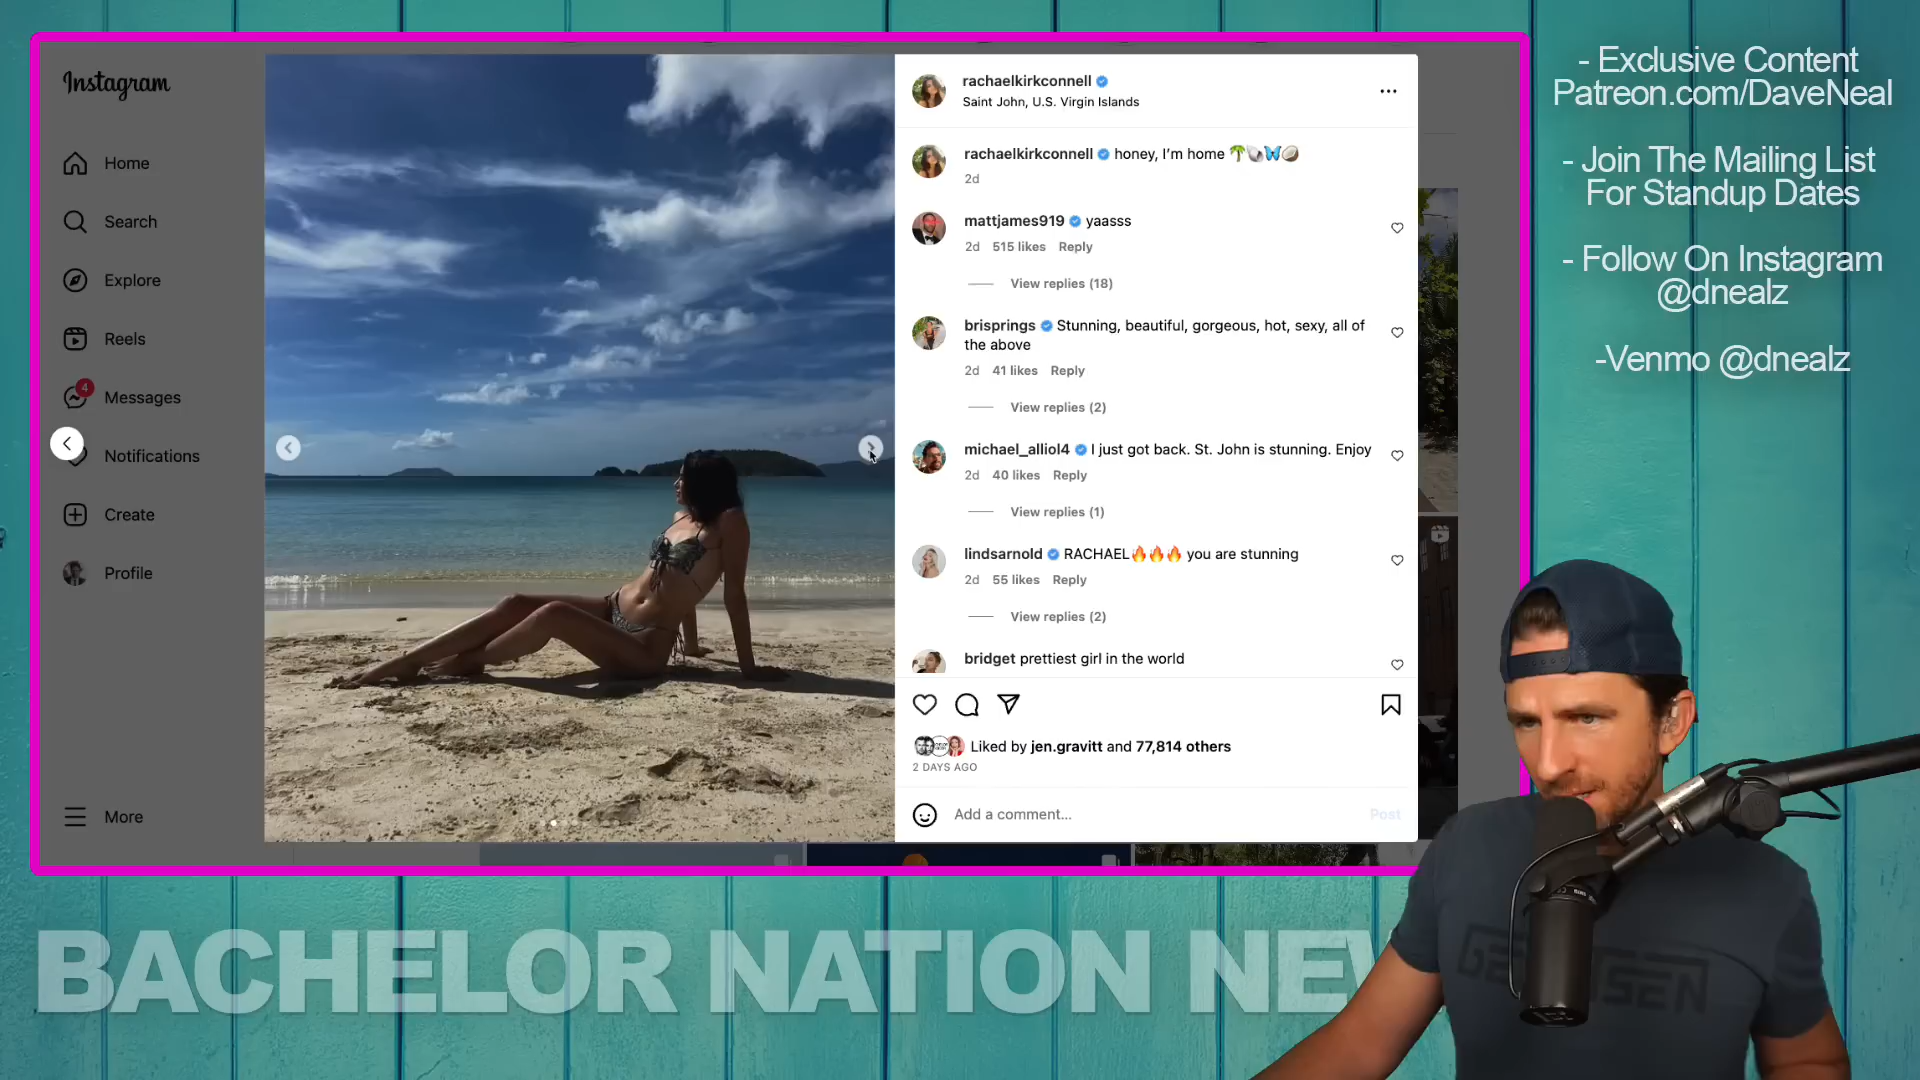 Instagram
Home
Search
Explore
Reels
4
Messages
Notifications
Create
Profile
More
rachaelkirkconnell
Saint John, U.S. Virgin Islands
rachaelkirkconnell honey, I'm home 🌴🐚🦋🥥
2d
mattjames919 yaasss
2d 515 likes Reply
View replies (18)
brisprings Stunning, beautiful, gorgeous, hot, sexy, all of
the above
2d 41 likes Reply
View replies (2)
michael_alliol4 I just got back. St. John is stunning. Enjoy
2d 40 likes Reply
View replies (1)
lindsarnold RACHAEL🔥🔥🔥 you are stunning
2d 55 likes Reply
View replies (2)
bridget prettiest girl in the world
Liked by jen.gravitt and 77,814 others
2 DAYS AGO
Add a comment...
Post
- Exclusive Content
Patreon.com/DaveNeal
- Join The Mailing List
For Standup Dates
- Follow On Instagram
@dnealz
-Venmo @dnealz
BACHELOR NATION